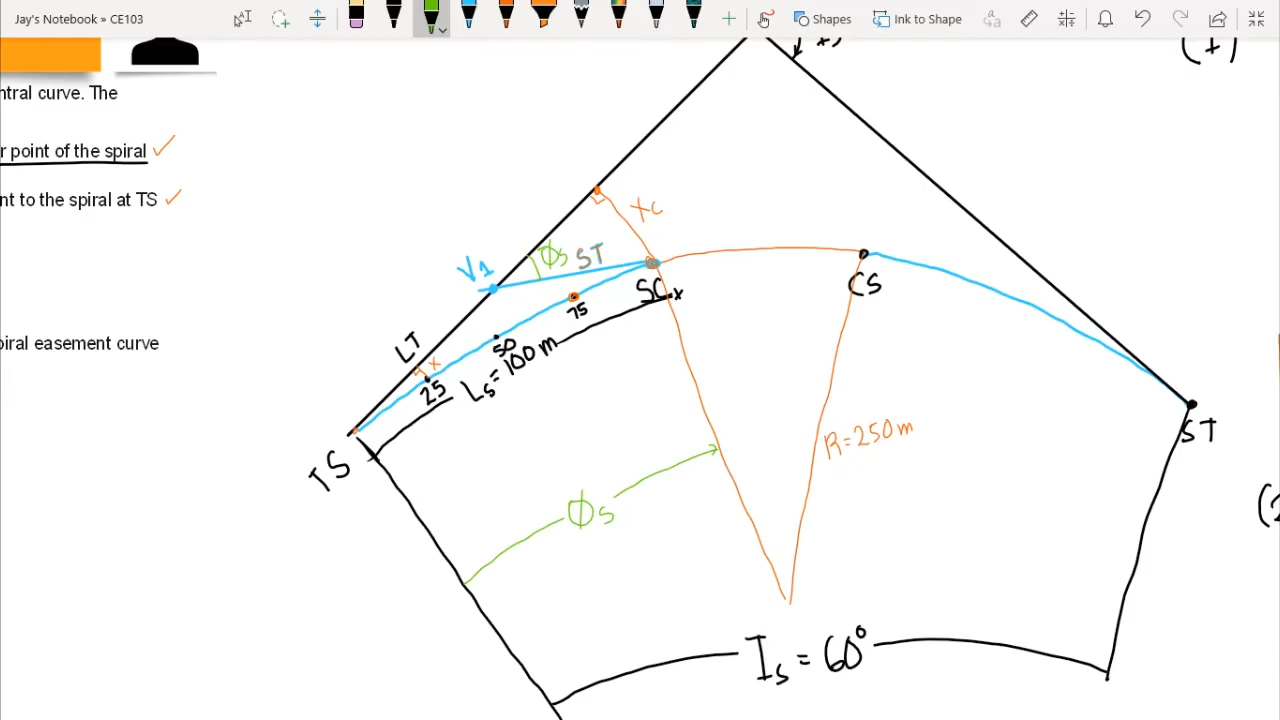 Jay's Notebook » CE103
Shapes
Ink to Shape
ntral curve. The
r point of the spiral
nt to the spiral at TS
piral easement curve
Xc
V1
ϕs
ST
SC
CS
75
50
LT
X
25
Ls = 100 m
TS
ST
R=250m
ϕs
Is = 60°